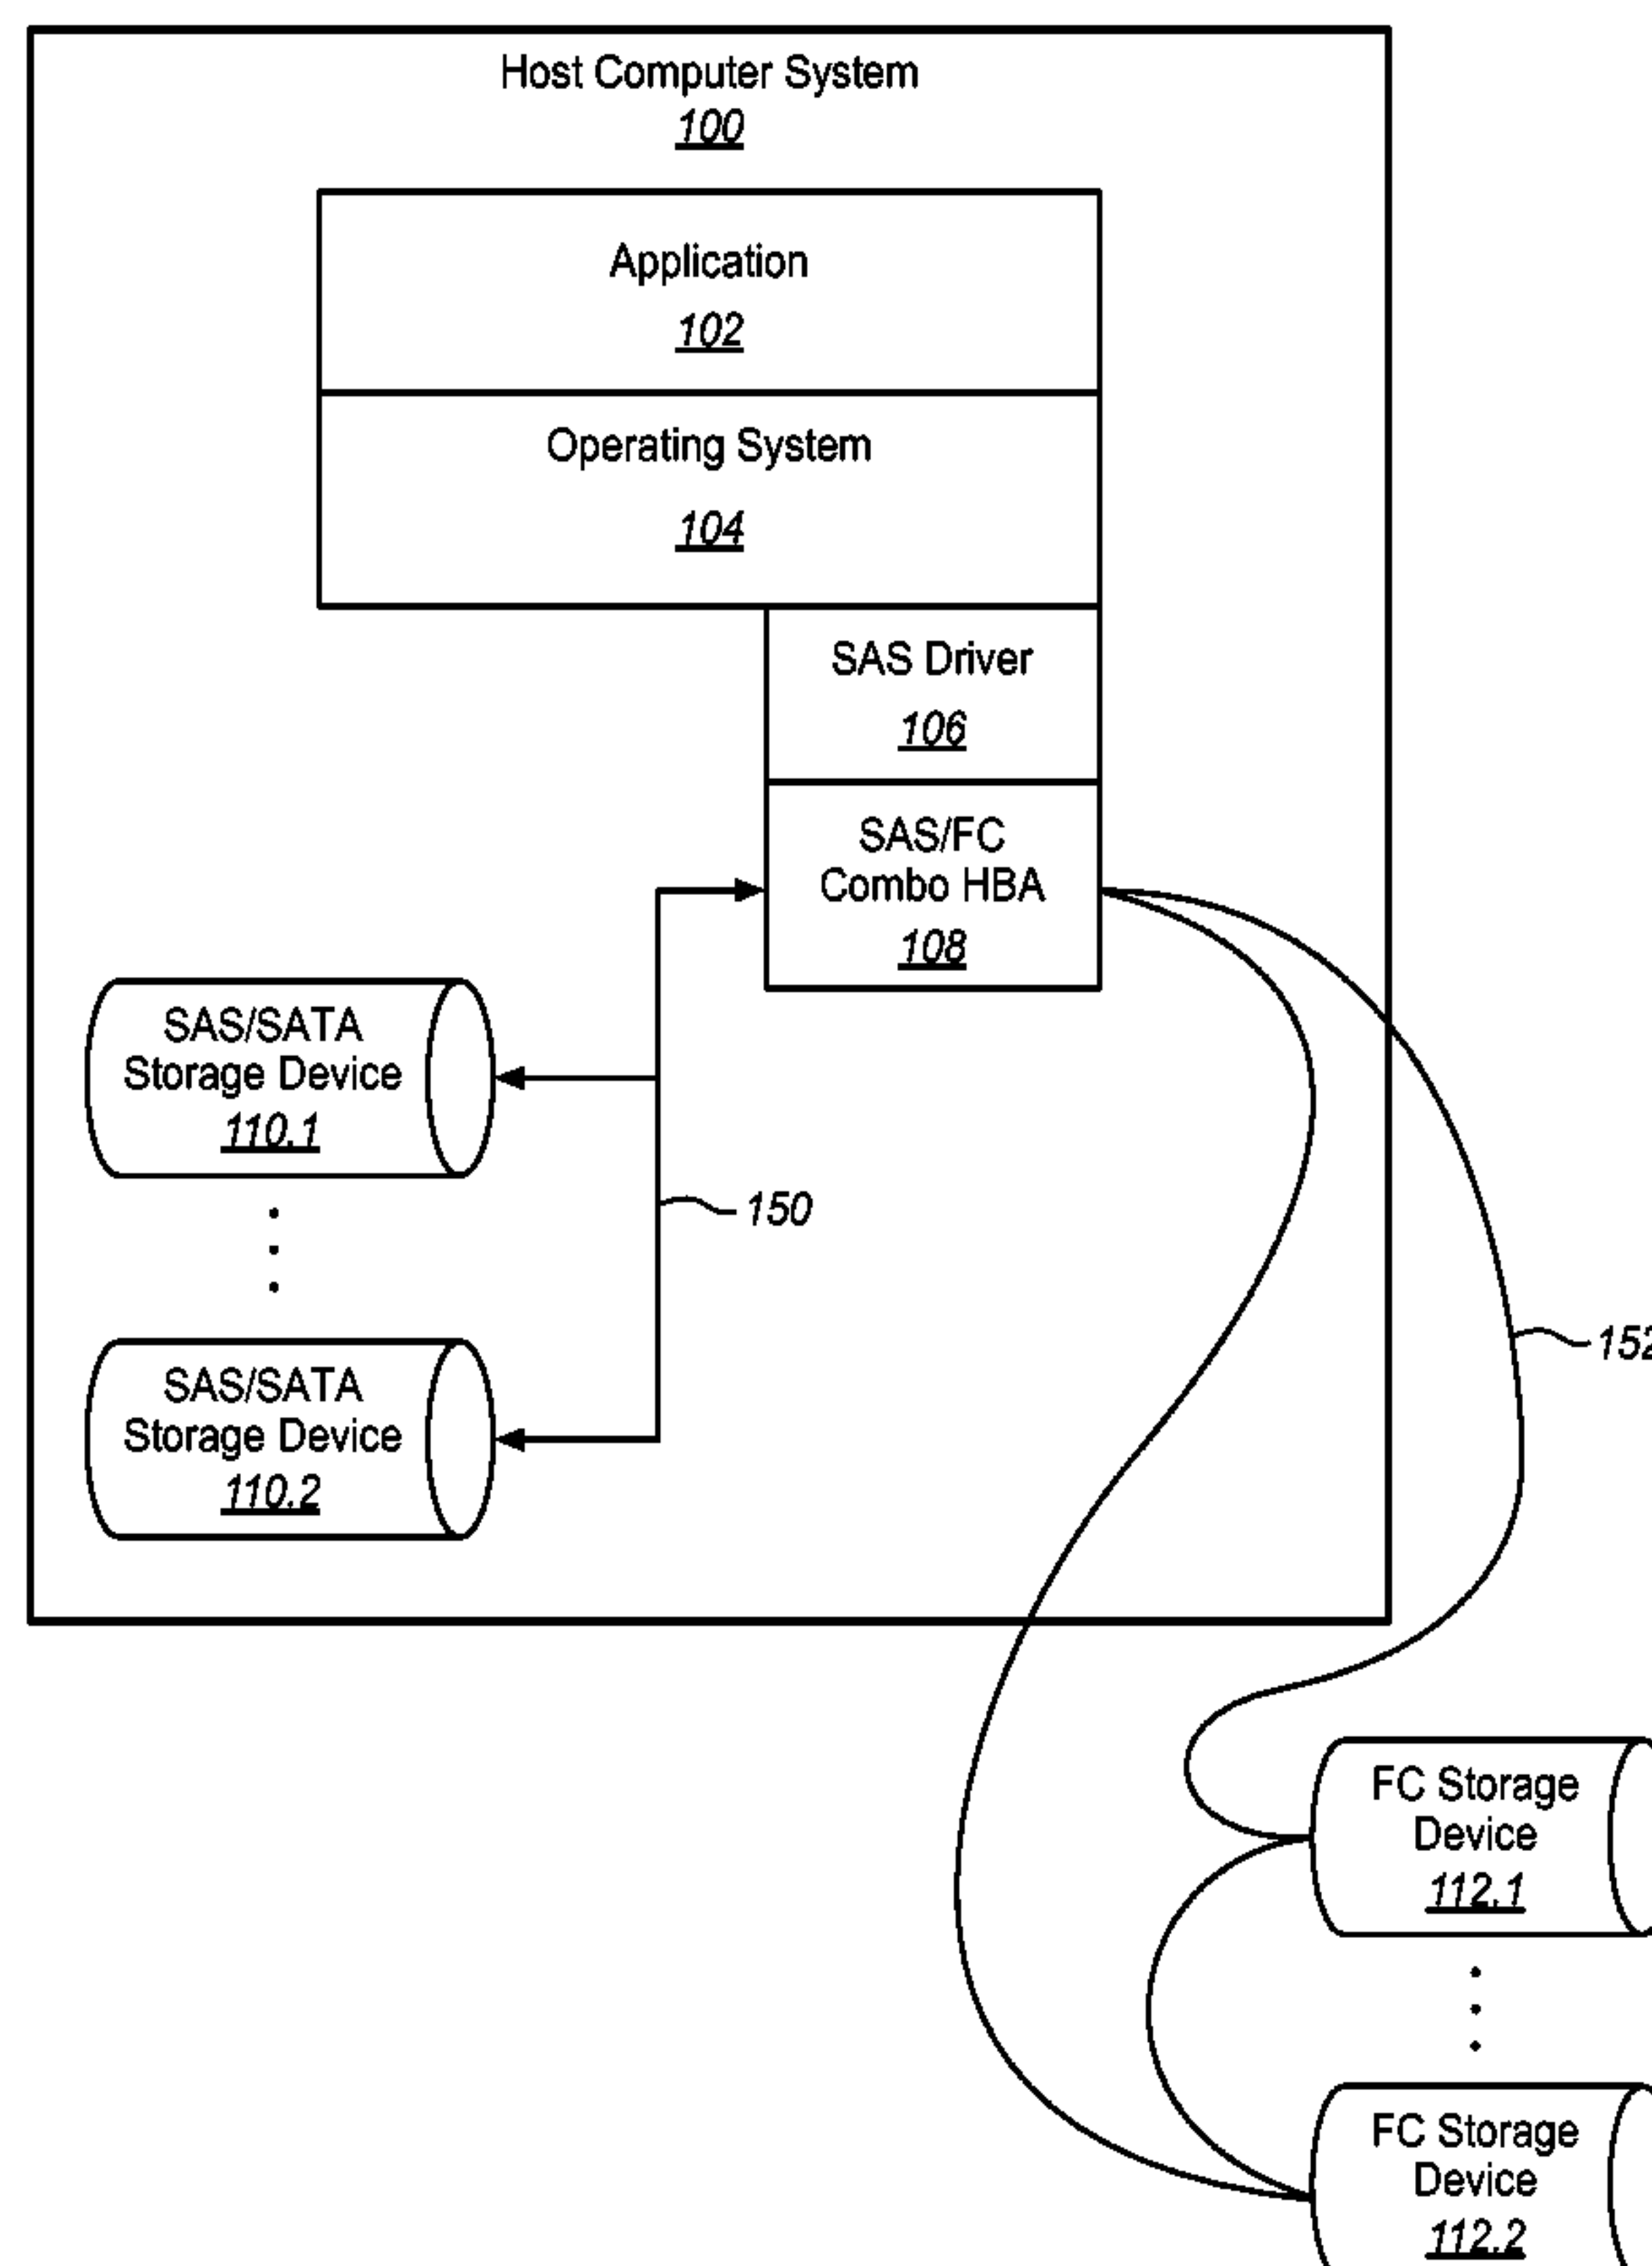 Host Computer System
100
Application
102
Operating System
104
SAS Driver
106
SAS/FC
Combo HBA
108
SAS/SATA
Storage Device
110.1
150
152
SAS/SATA
Storage Device
110.2
FC Storage
Device
112.1
FC Storage
Device
112.2